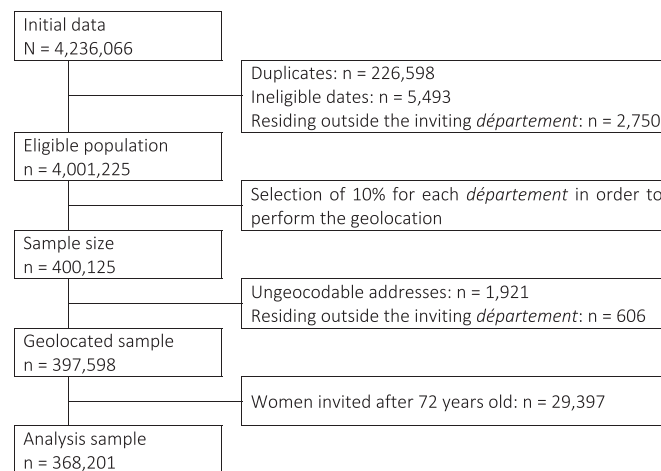 Initial data
N = 4,236,066
Duplicates: n = 226,598
Ineligible dates: n = 5,493
Residing outside the inviting département: n = 2,750
Eligible population
n = 4,001,225
Selection of 10% for each département in order to
perform the geolocation
Sample size
n = 400,125
Ungeocodable addresses: n = 1,921
Residing outside the inviting département: n = 606
Geolocated sample
n = 397,598
Women invited after 72 years old: n = 29,397
Analysis sample
n = 368,201